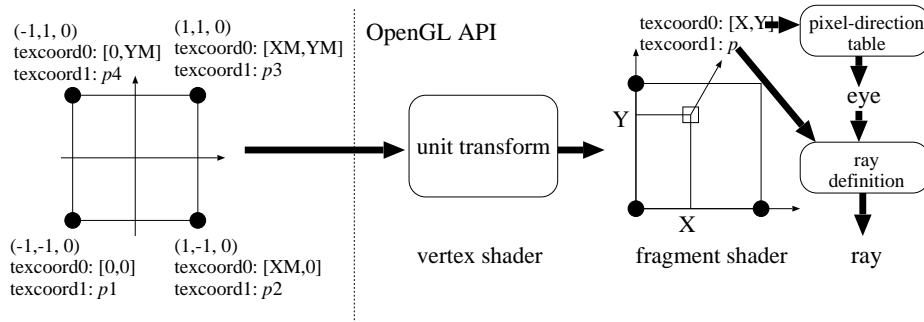 (-1,1, 0)
texcoord0: [0,YM]
texcoord1: p4
(1,1, 0)
texcoord0: [XM,YM]
texcoord1: p3
(-1,-1, 0)
texcoord0: [0,0]
texcoord1: p1
(1,-1, 0)
texcoord0: [XM,0]
texcoord1: p2
OpenGL API
unit transform
vertex shader
texcoord0: [X,Y]
texcoord1: p
Y
X
fragment shader
pixel-direction
table
eye
ray
definition
ray